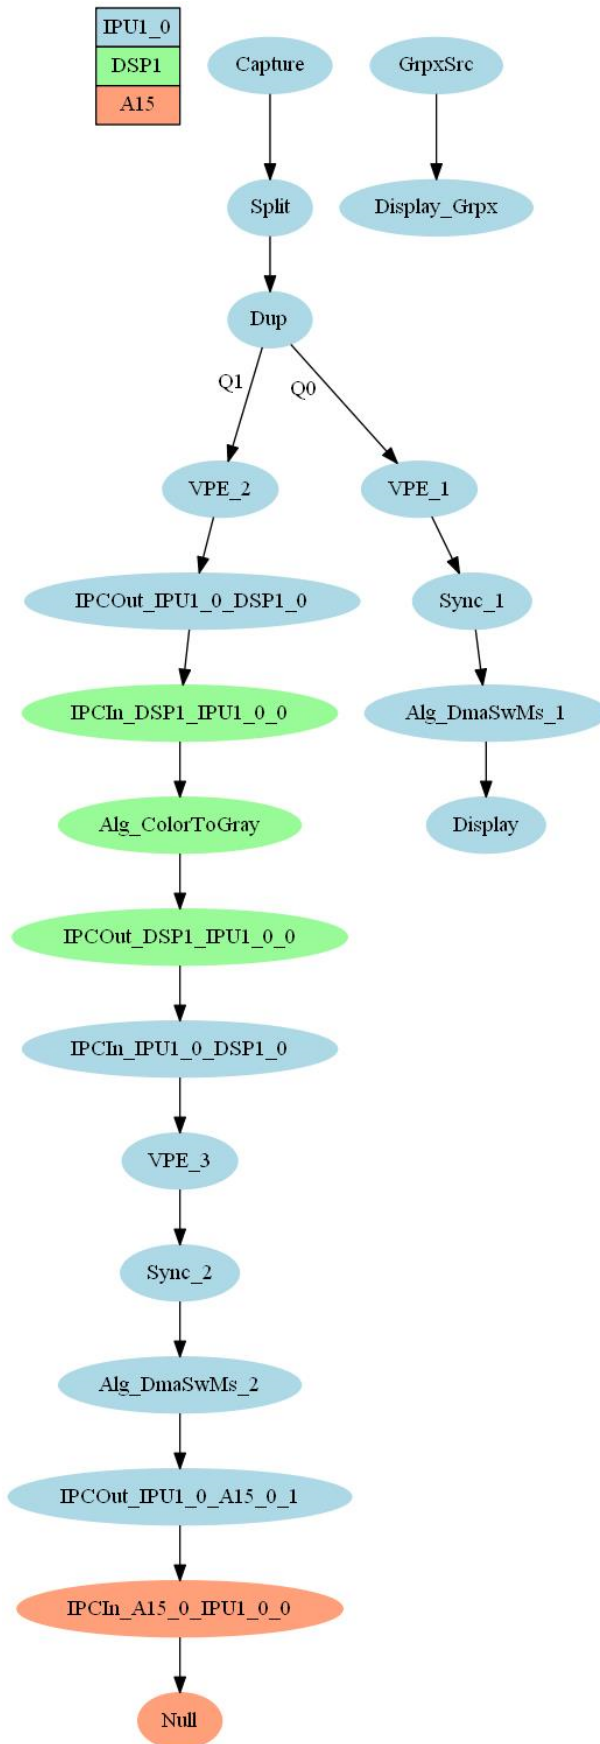 IPU1_0
DSP1
A15
Capture
GrpxSrc
Split
Display_Grpx
Dup
Q1
Q0
VPE_2
VPE_1
IPCOut_IPU1_0_DSP1_0
Sync_1
IPCIn_DSP1_IPU1_0_0
Alg_DmaSwMs_1
Alg_ColorToGray
Display
IPCOut_DSP1_IPU1_0_0
IPCIn_IPU1_0_DSP1_0
VPE_3
Sync_2
Alg_DmaSwMs_2
IPCOut_IPU1_0_A15_0_1
IPCIn_A15_0_IPU1_0_0
Null